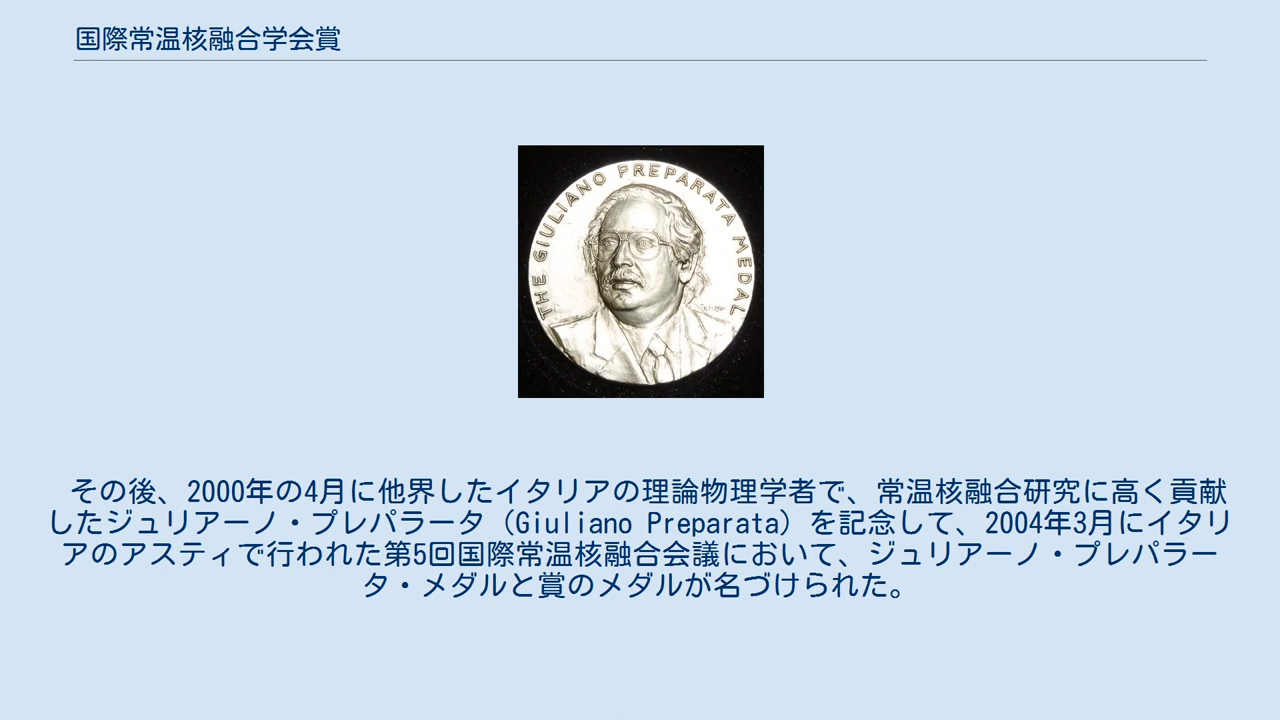 国際常温核融合学会賞
THE GIULIANO PREPARATA MEDAL
その後、2000年の4月に他界したイタリアの理論物理学者で、常温核融合研究に高く貢献
したジュリアーノ・プレパラータ（Giuliano Preparata）を記念して、2004年3月にイタリ
アのアスティで行われた第5回国際常温核融合会議において、ジュリアーノ・プレパラー
タ・メダルと賞のメダルが名づけられた。